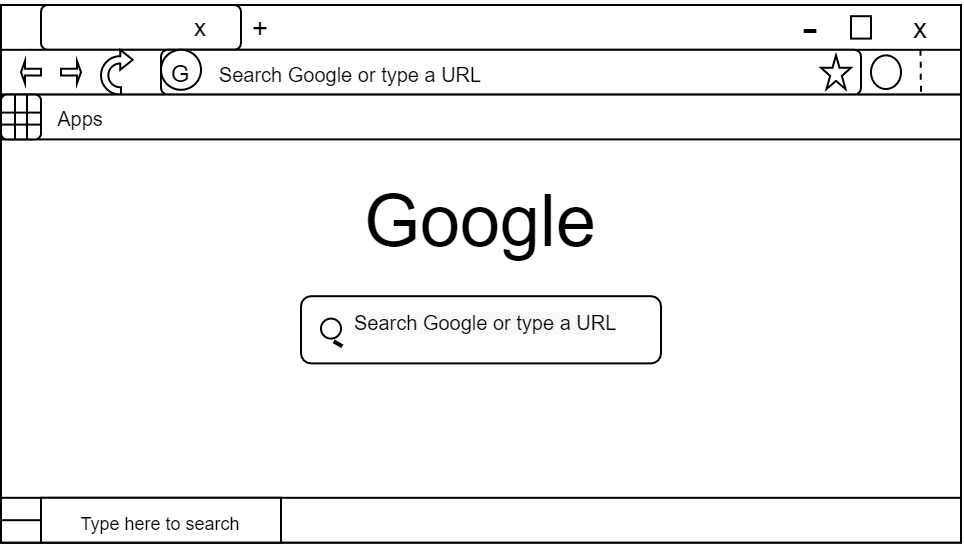 x +
- x
G Search Google or type a URL
Apps
Google
Search Google or type a URL
Type here to search